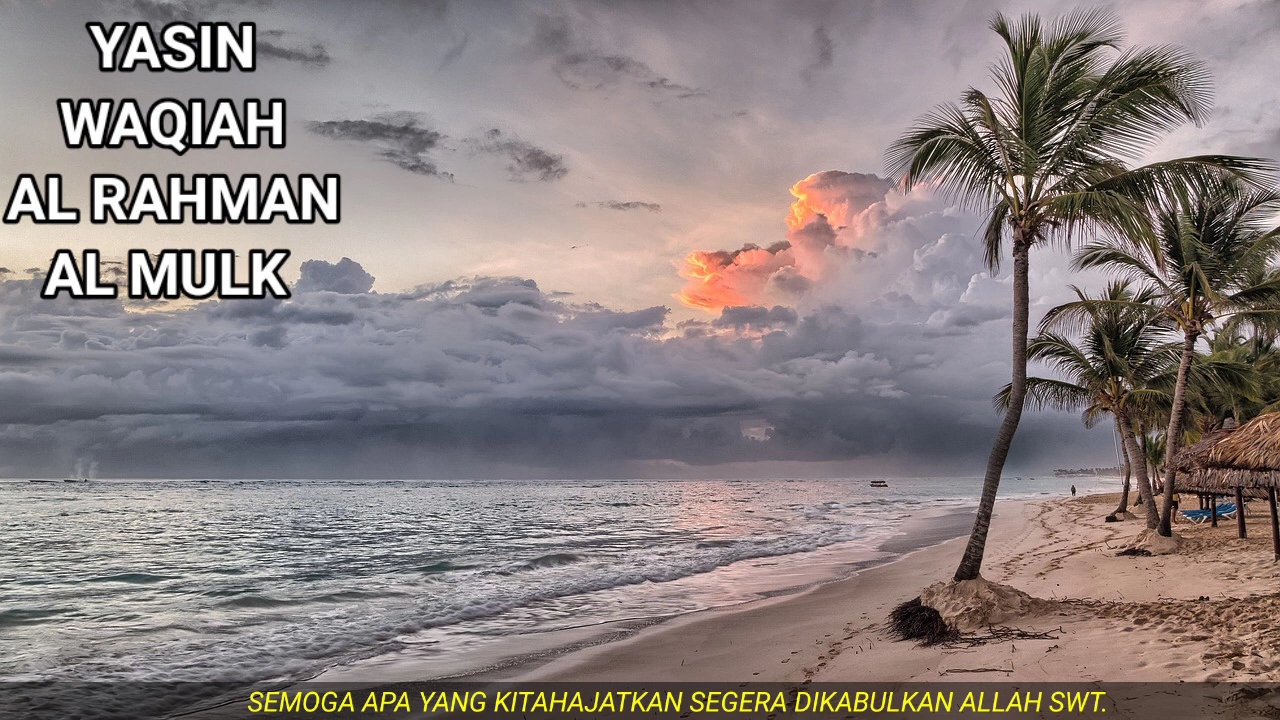 YASIN
WAQIAH
AL RAHMAN
AL MULK
SEMOGA APA YANG KITAHAJATKAN SEGERA DIKABULKAN ALLAH SWT.